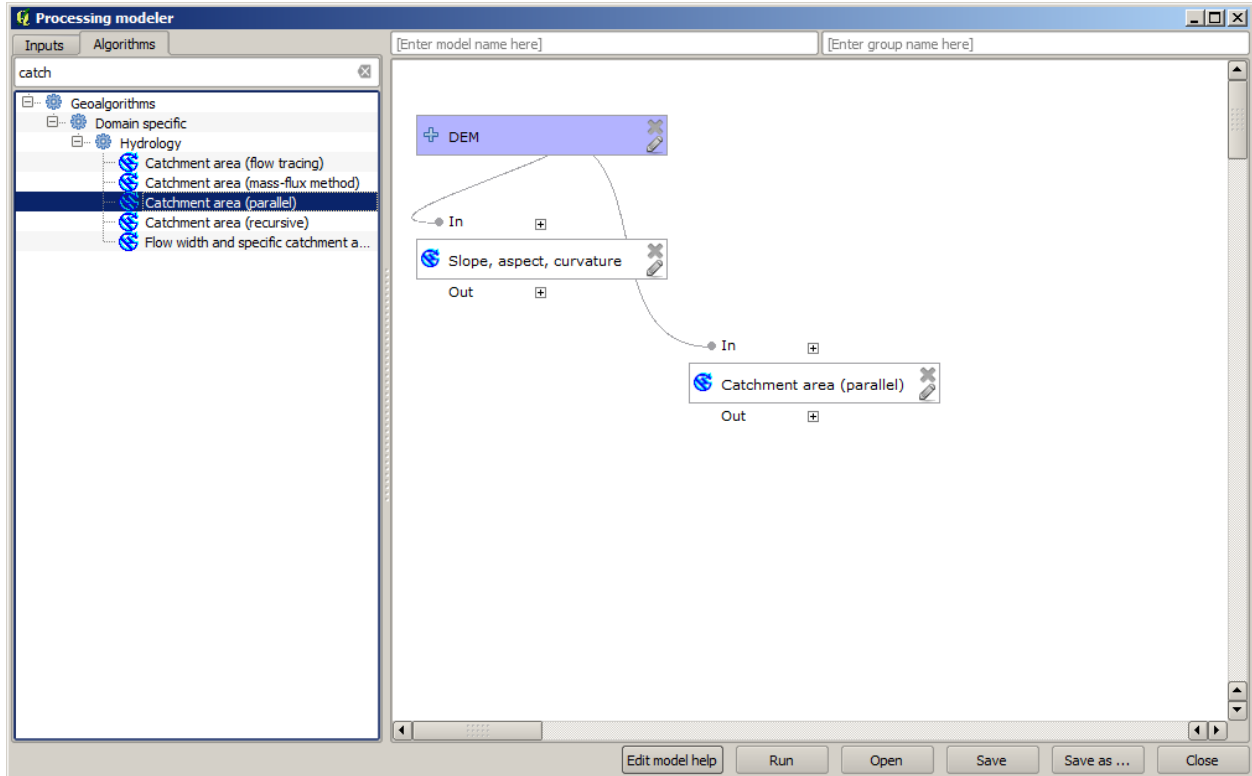 Processing modeler
Inputs Algorithms
[Enter model name here] [Enter group name here]
catch
Geoalgorithms
Domain specific
Hydrology
Catchment area (flow tracing)
Catchment area (mass-flux method)
Catchment area (parallel)
Catchment area (recursive)
Flow width and specific catchment a...
DEM
In
Slope, aspect, curvature
Out
In
Catchment area (parallel)
Out
Edit model help Run Open Save Save as ... Close